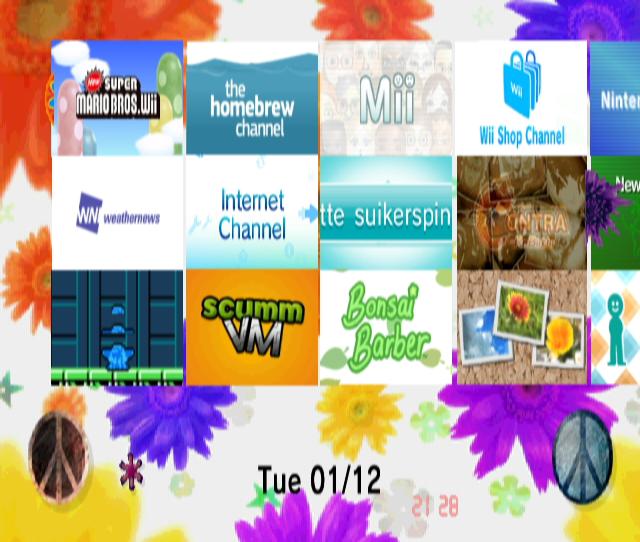 New SUPER
MARIO BROS. Wii
the
homebrew
channel
Mii
Wii
Wii Shop Channel
Ninten
WN weathernews
Internet
Channel
tte suikerspin
CONTRA
New
scumm
VM
Bonsai
Barber
Tue 01/12
21 28